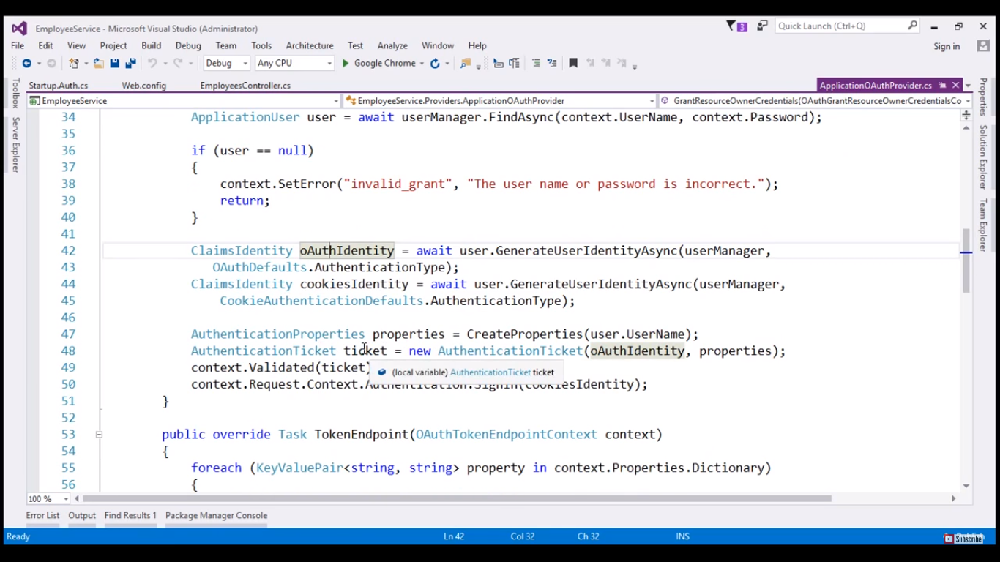 EmployeeService - Microsoft Visual Studio (Administrator)
3
Quick Launch (Ctrl+Q)
File Edit View Project Build Debug Team Tools Architecture Test Analyze Window Help
Sign in
Debug Any CPU Google Chrome
Startup.Auth.cs Web.config EmployeesController.cs ApplicationOAuthProvider.cs
EmployeeService EmployeeService.Providers.ApplicationOAuthProvider GrantResourceOwnerCredentials(OAuthGrantResourceOwnerCredentialsCo
Toolbox
Server Explorer
34 ApplicationUser user = await userManager.FindAsync(context.UserName, context.Password);
35
36 if (user == null)
37 {
38 context.SetError("invalid_grant", "The user name or password is incorrect.");
39 return;
40 }
41
42 ClaimsIdentity oAuthIdentity = await user.GenerateUserIdentityAsync(userManager,
43 OAuthDefaults.AuthenticationType);
44 ClaimsIdentity cookiesIdentity = await user.GenerateUserIdentityAsync(userManager,
45 CookieAuthenticationDefaults.AuthenticationType);
46
47 AuthenticationProperties properties = CreateProperties(user.UserName);
48 AuthenticationTicket ticket = new AuthenticationTicket(oAuthIdentity, properties);
49 context.Validated(ticket)
(local variable) AuthenticationTicket ticket
50 context.Request.Context.Authentication.SignIn(cookiesIdentity);
51 }
52
53 public override Task TokenEndpoint(OAuthTokenEndpointContext context)
54 {
55 foreach (KeyValuePair<string, string> property in context.Properties.Dictionary)
56 {
Properties
Solution Explorer
Team Explorer
100 %
Error List Output Find Results 1 Package Manager Console
Ready Ln 42 Col 32 Ch 32 INS
Subscribe